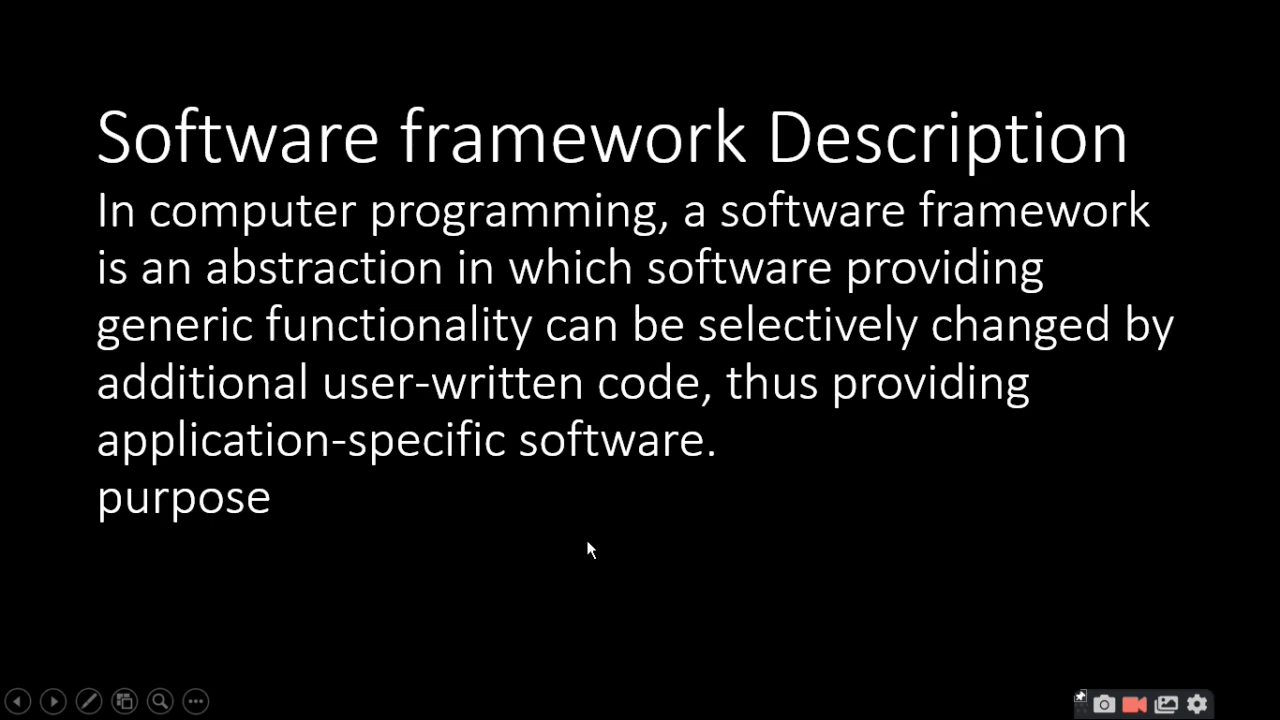 Software framework Description
In computer programming, a software framework
is an abstraction in which software providing
generic functionality can be selectively changed by
additional user-written code, thus providing
application-specific software.
purpose